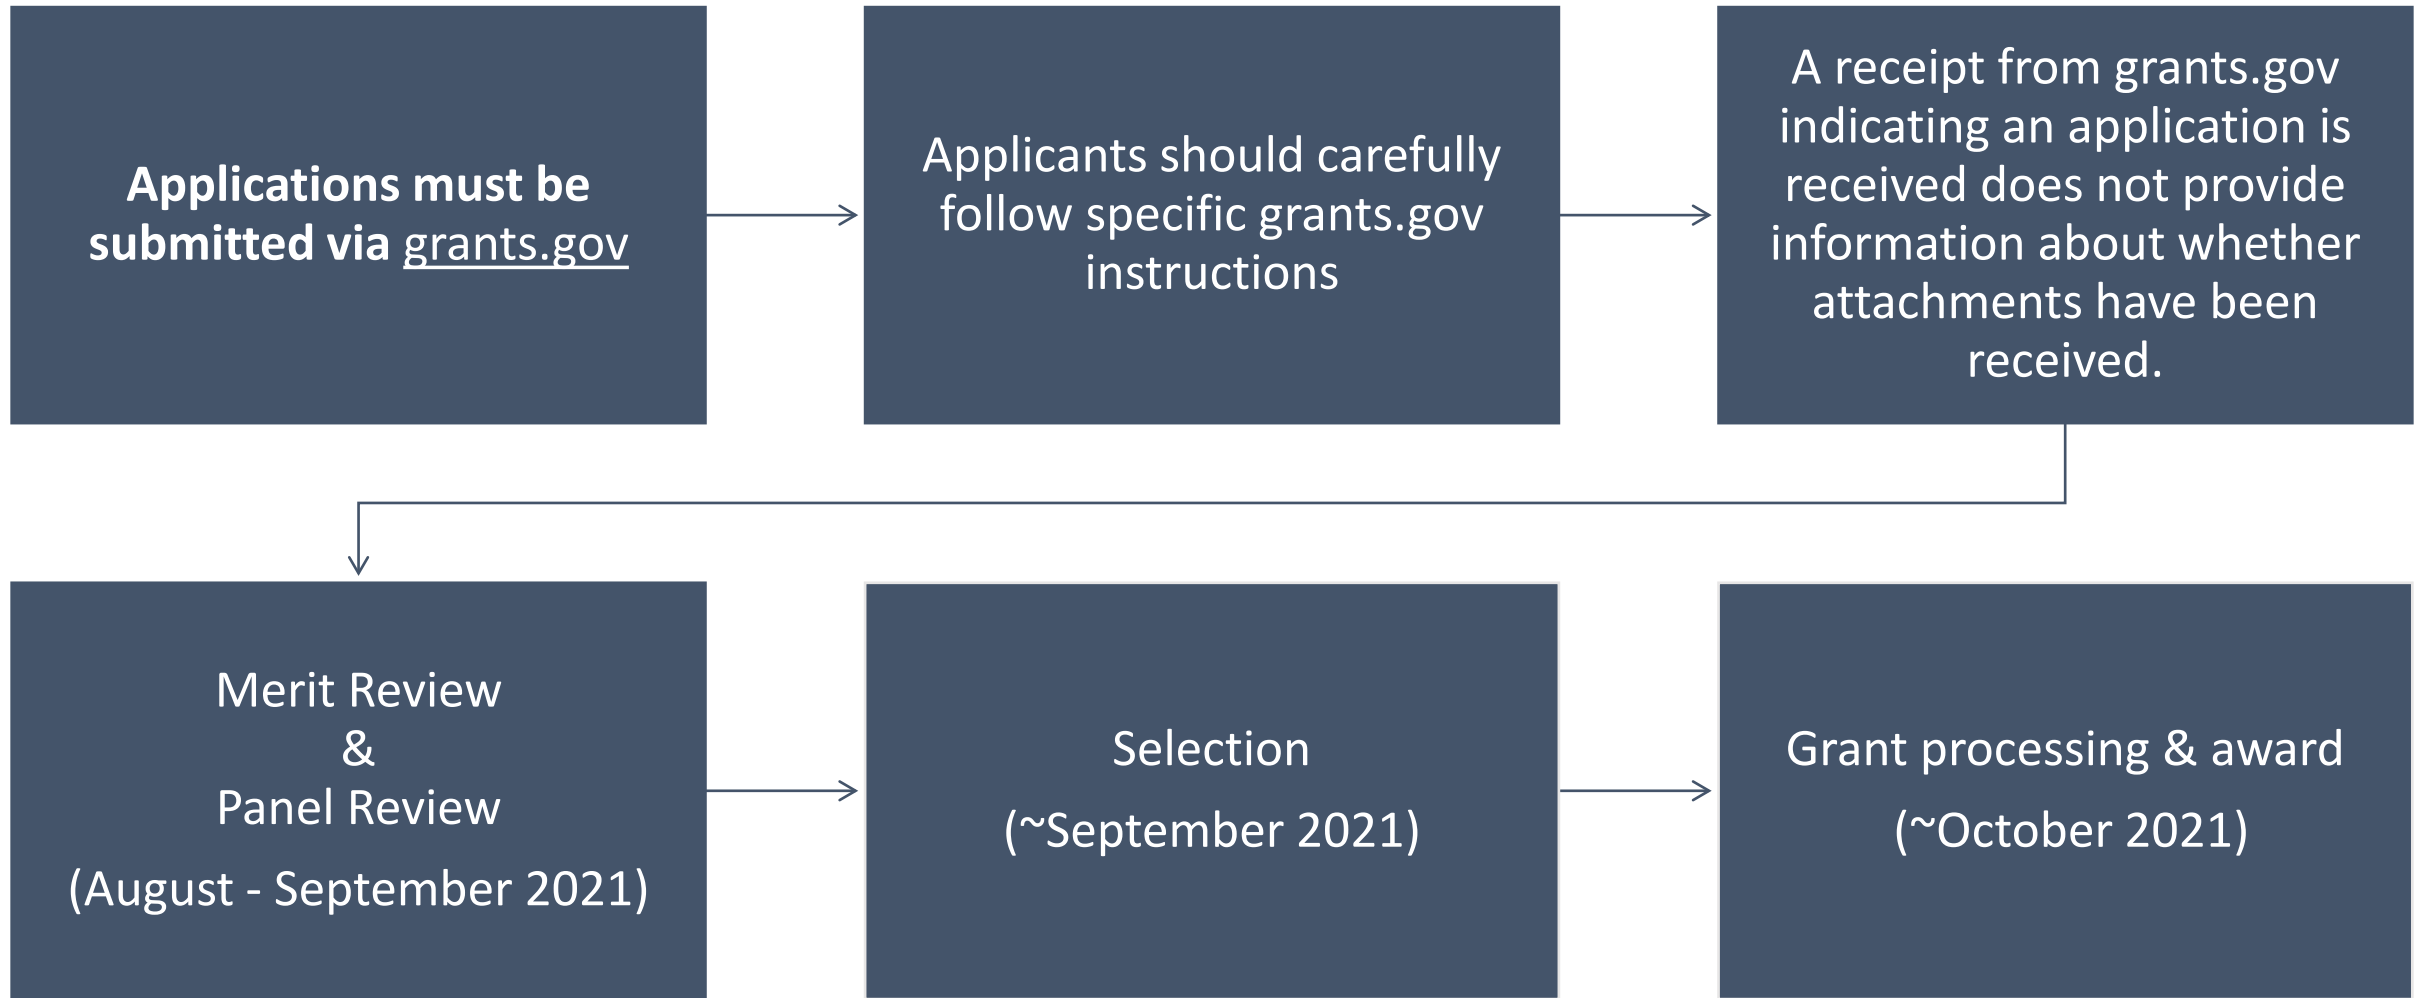 Applications must be
submitted via grants.gov
Applicants should carefully
follow specific grants.gov
instructions
A receipt from grants.gov
indicating an application is
received does not provide
information about whether
attachments have been
received.
Merit Review
&
Panel Review
(August - September 2021)
Selection
(~September 2021)
Grant processing & award
(~October 2021)